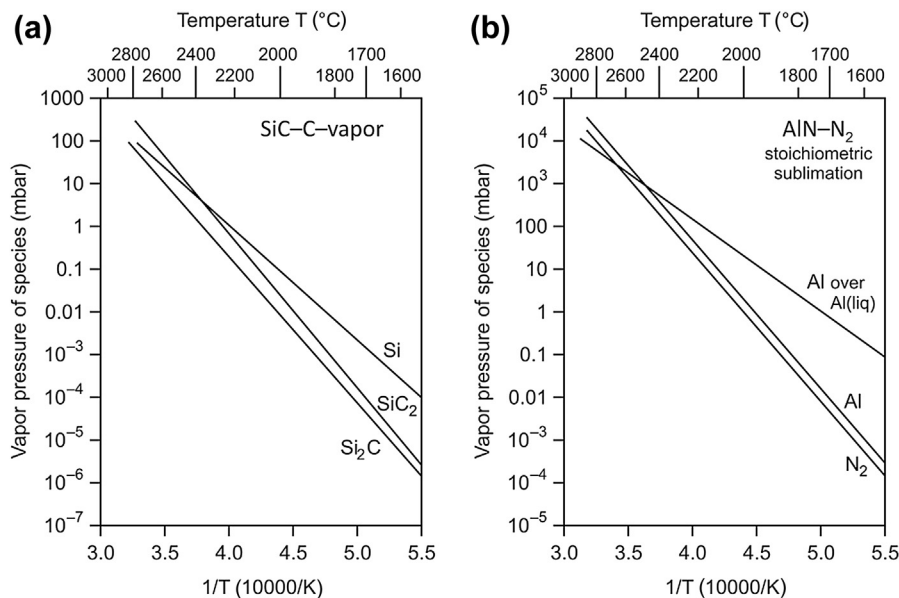 (a)
Temperature T (°C)
2800 2400 2000 1700
3000 2600 2200 1800 1600
SiC–C–vapor
Vapor pressure of species (mbar)
1000
100
10
1
0.1
0.01
10⁻³
10⁻⁴
10⁻⁵
10⁻⁶
10⁻⁷
Si
SiC₂
Si₂C
3.0 3.5 4.0 4.5 5.0 5.5
1/T (10000/K)
(b)
Temperature T (°C)
2800 2400 2000 1700
3000 2600 2200 1800 1600
AlN–N₂
stoichiometric
sublimation
Vapor pressure of species (mbar)
10⁵
10⁴
10³
100
10
1
0.1
0.01
10⁻³
10⁻⁴
10⁻⁵
Al over
Al(liq)
Al
N₂
3.0 3.5 4.0 4.5 5.0 5.5
1/T (10000/K)